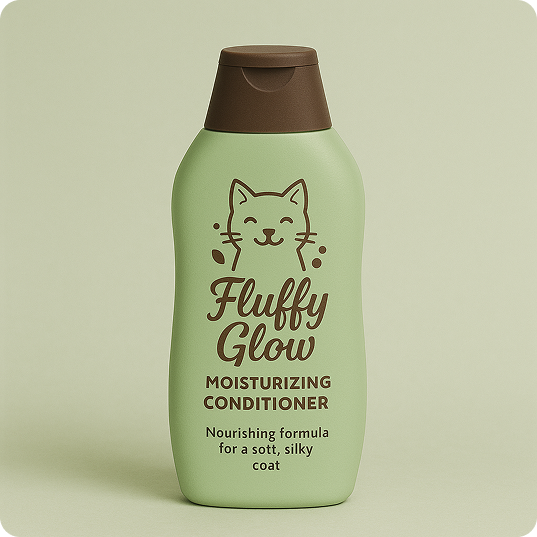 Fluffy
Glow
MOISTURIZING
CONDITIONER
Nourishing formula
for a sott, silky
coat